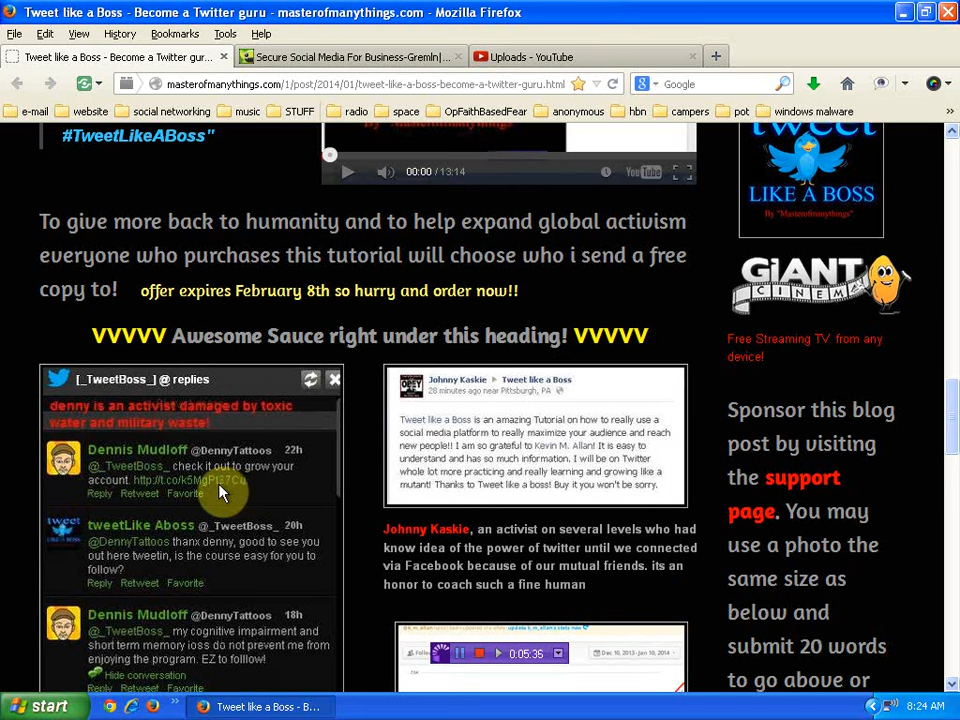 Tweet like a Boss - Become a Twitter guru - masterofmanythings.com - Mozilla Firefox
File Edit View History Bookmarks Tools Help
Tweet like a Boss - Become a Twitter gur...
Secure Social Media For Business-Gremln|...
Uploads - YouTube
masterofmanythings.com/1/post/2014/01/tweet-like-a-boss-become-a-twitter-guru.html
Google
e-mail website social networking music STUFF radio space OpFaithBasedFear anonymous hbn campers pot windows malware
#TweetLikeABoss"
00:00 / 13:14
YouTube
To give more back to humanity and to help expand global activism
everyone who purchases this tutorial will choose who i send a free
copy to! offer expires February 8th so hurry and order now!!
VVVVV Awesome Sauce right under this heading! VVVVV
[_TweetBoss_] @ replies
denny is an activist damaged by toxic
water and military waste!
Dennis Mudloff @DennyTattoos 22h
@_TweetBoss_ check it out to grow your
account.
Reply Retweet Favorite
tweetLike Aboss @_TweetBoss_ 20h
@DennyTattoos thanx denny, good to see you
out here tweetin, is the course easy for you to
follow?
Reply Retweet Favorite
Dennis Mudloff @DennyTattoos 18h
@_TweetBoss_ my cognitive impairment and
short term memory loss do not prevent me from
enjoying the program. EZ to folllow!
Hide conversation
Reply Retweet Favorite
Johnny Kaskie Tweet like a Boss
28 minutes ago near Pittsburgh, PA
Tweet like a Boss is an amazing Tutorial on how to really use a
social media platform to really maximize your audience and reach
new people!! I am so grateful to Kevin M. Allan! It is easy to
understand and has so much information. I will be on Twitter
whole lot more practicing and really learning and growing like a
mutant! Thanks to Tweet like a boss! Buy it you won't be sorry.
Johnny Kaskie, an activist on several levels who had
know idea of the power of twitter until we connected
via Facebook because of our mutual friends. its an
honor to coach such a fine human
0:05:36
Dec 10, 2013 - Jan 10, 2014
tweet
LIKE A BOSS
By "Masterofmanythings"
GiANT
CINEMA
Free Streaming TV from any
device!
Sponsor this blog
post by visiting
the support
page. You may
use a photo the
same size as
below and
submit 20 words
to go above or
start
Tweet like a Boss - B...
8:24 AM